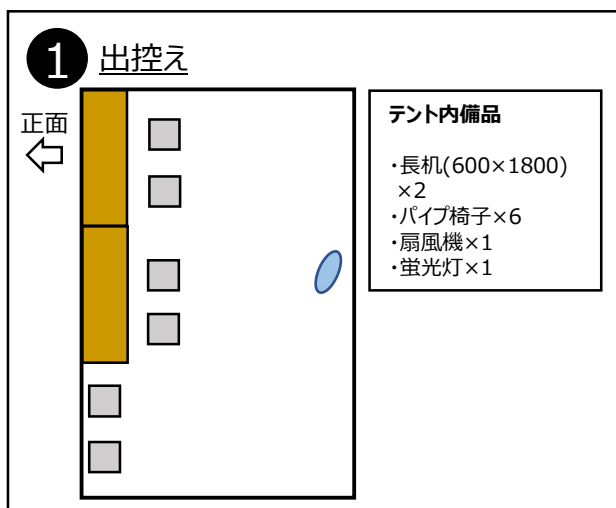 1 出控え
正面
テント内備品
・長机(600×1800)
×2
・パイプ椅子×6
・扇風機×1
・蛍光灯×1